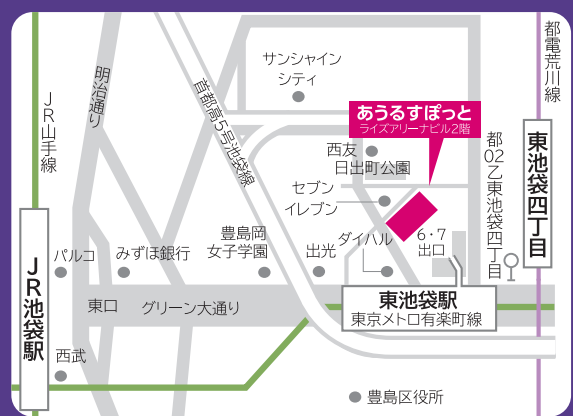 都電荒川線
サンシャイン
シティ
明治通り
JR山手線
首都高5号池袋線
あうるすぽっと
ライズアリーナビル2階
西友
日出町公園
都02乙東池袋四丁目
東池袋四丁目
セブン
イレブン
豊島岡
女子学園
ダイハル
6・7
出口
パルコ
みずほ銀行
出光
JR池袋駅
東口
グリーン大通り
東池袋駅
東京メトロ有楽町線
西武
豊島区役所